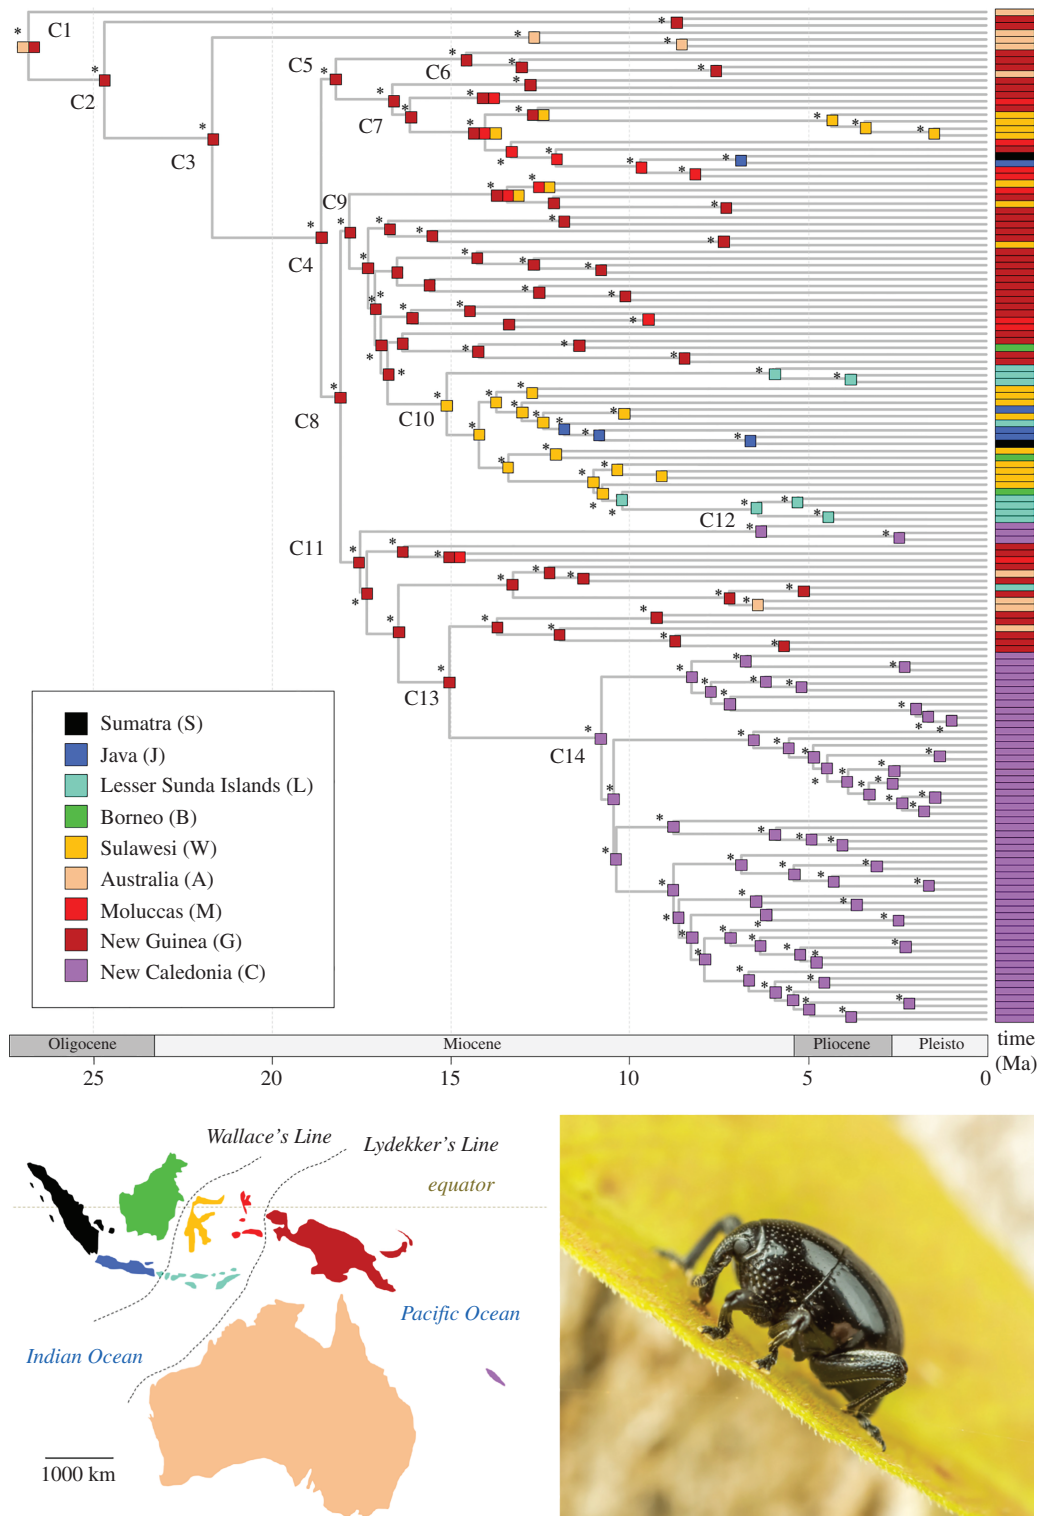 C1
C2
C3
C5
C6
C7
C9
C4
C8
C10
C12
C11
C13
C14
Sumatra (S)
Java (J)
Lesser Sunda Islands (L)
Borneo (B)
Sulawesi (W)
Australia (A)
Moluccas (M)
New Guinea (G)
New Caledonia (C)
Oligocene Miocene Pliocene Pleisto
time
(Ma)
25 20 15 10 5 0
Wallace's Line
Lydekker's Line
equator
Pacific Ocean
Indian Ocean
1000 km